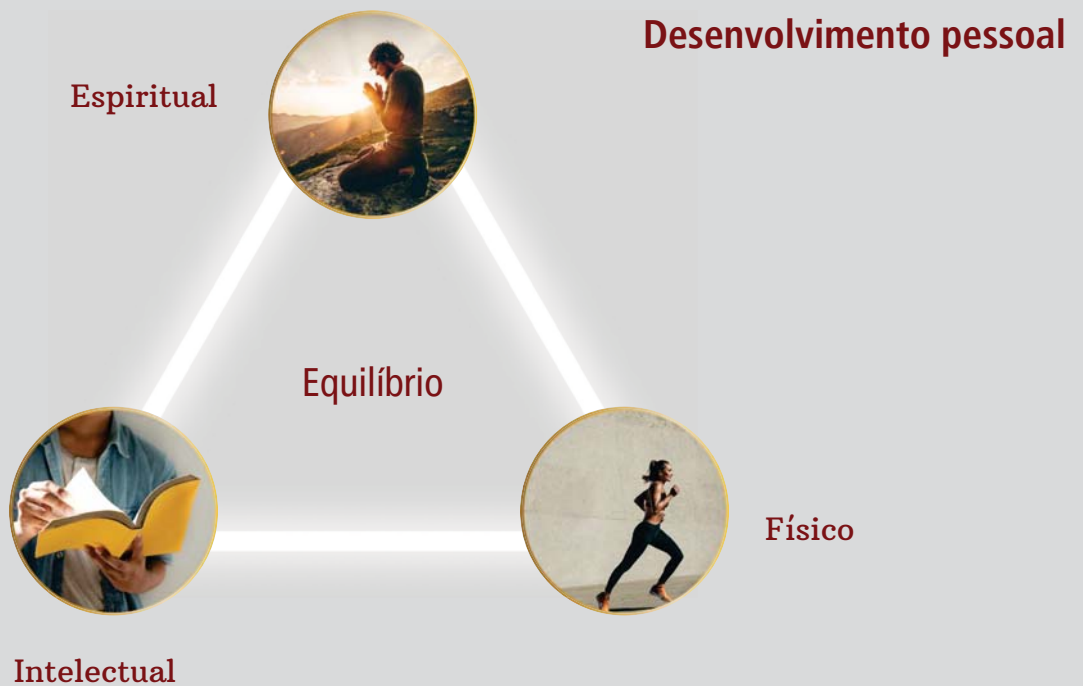 Desenvolvimento pessoal
Espiritual
Equilíbrio
Físico
Intelectual